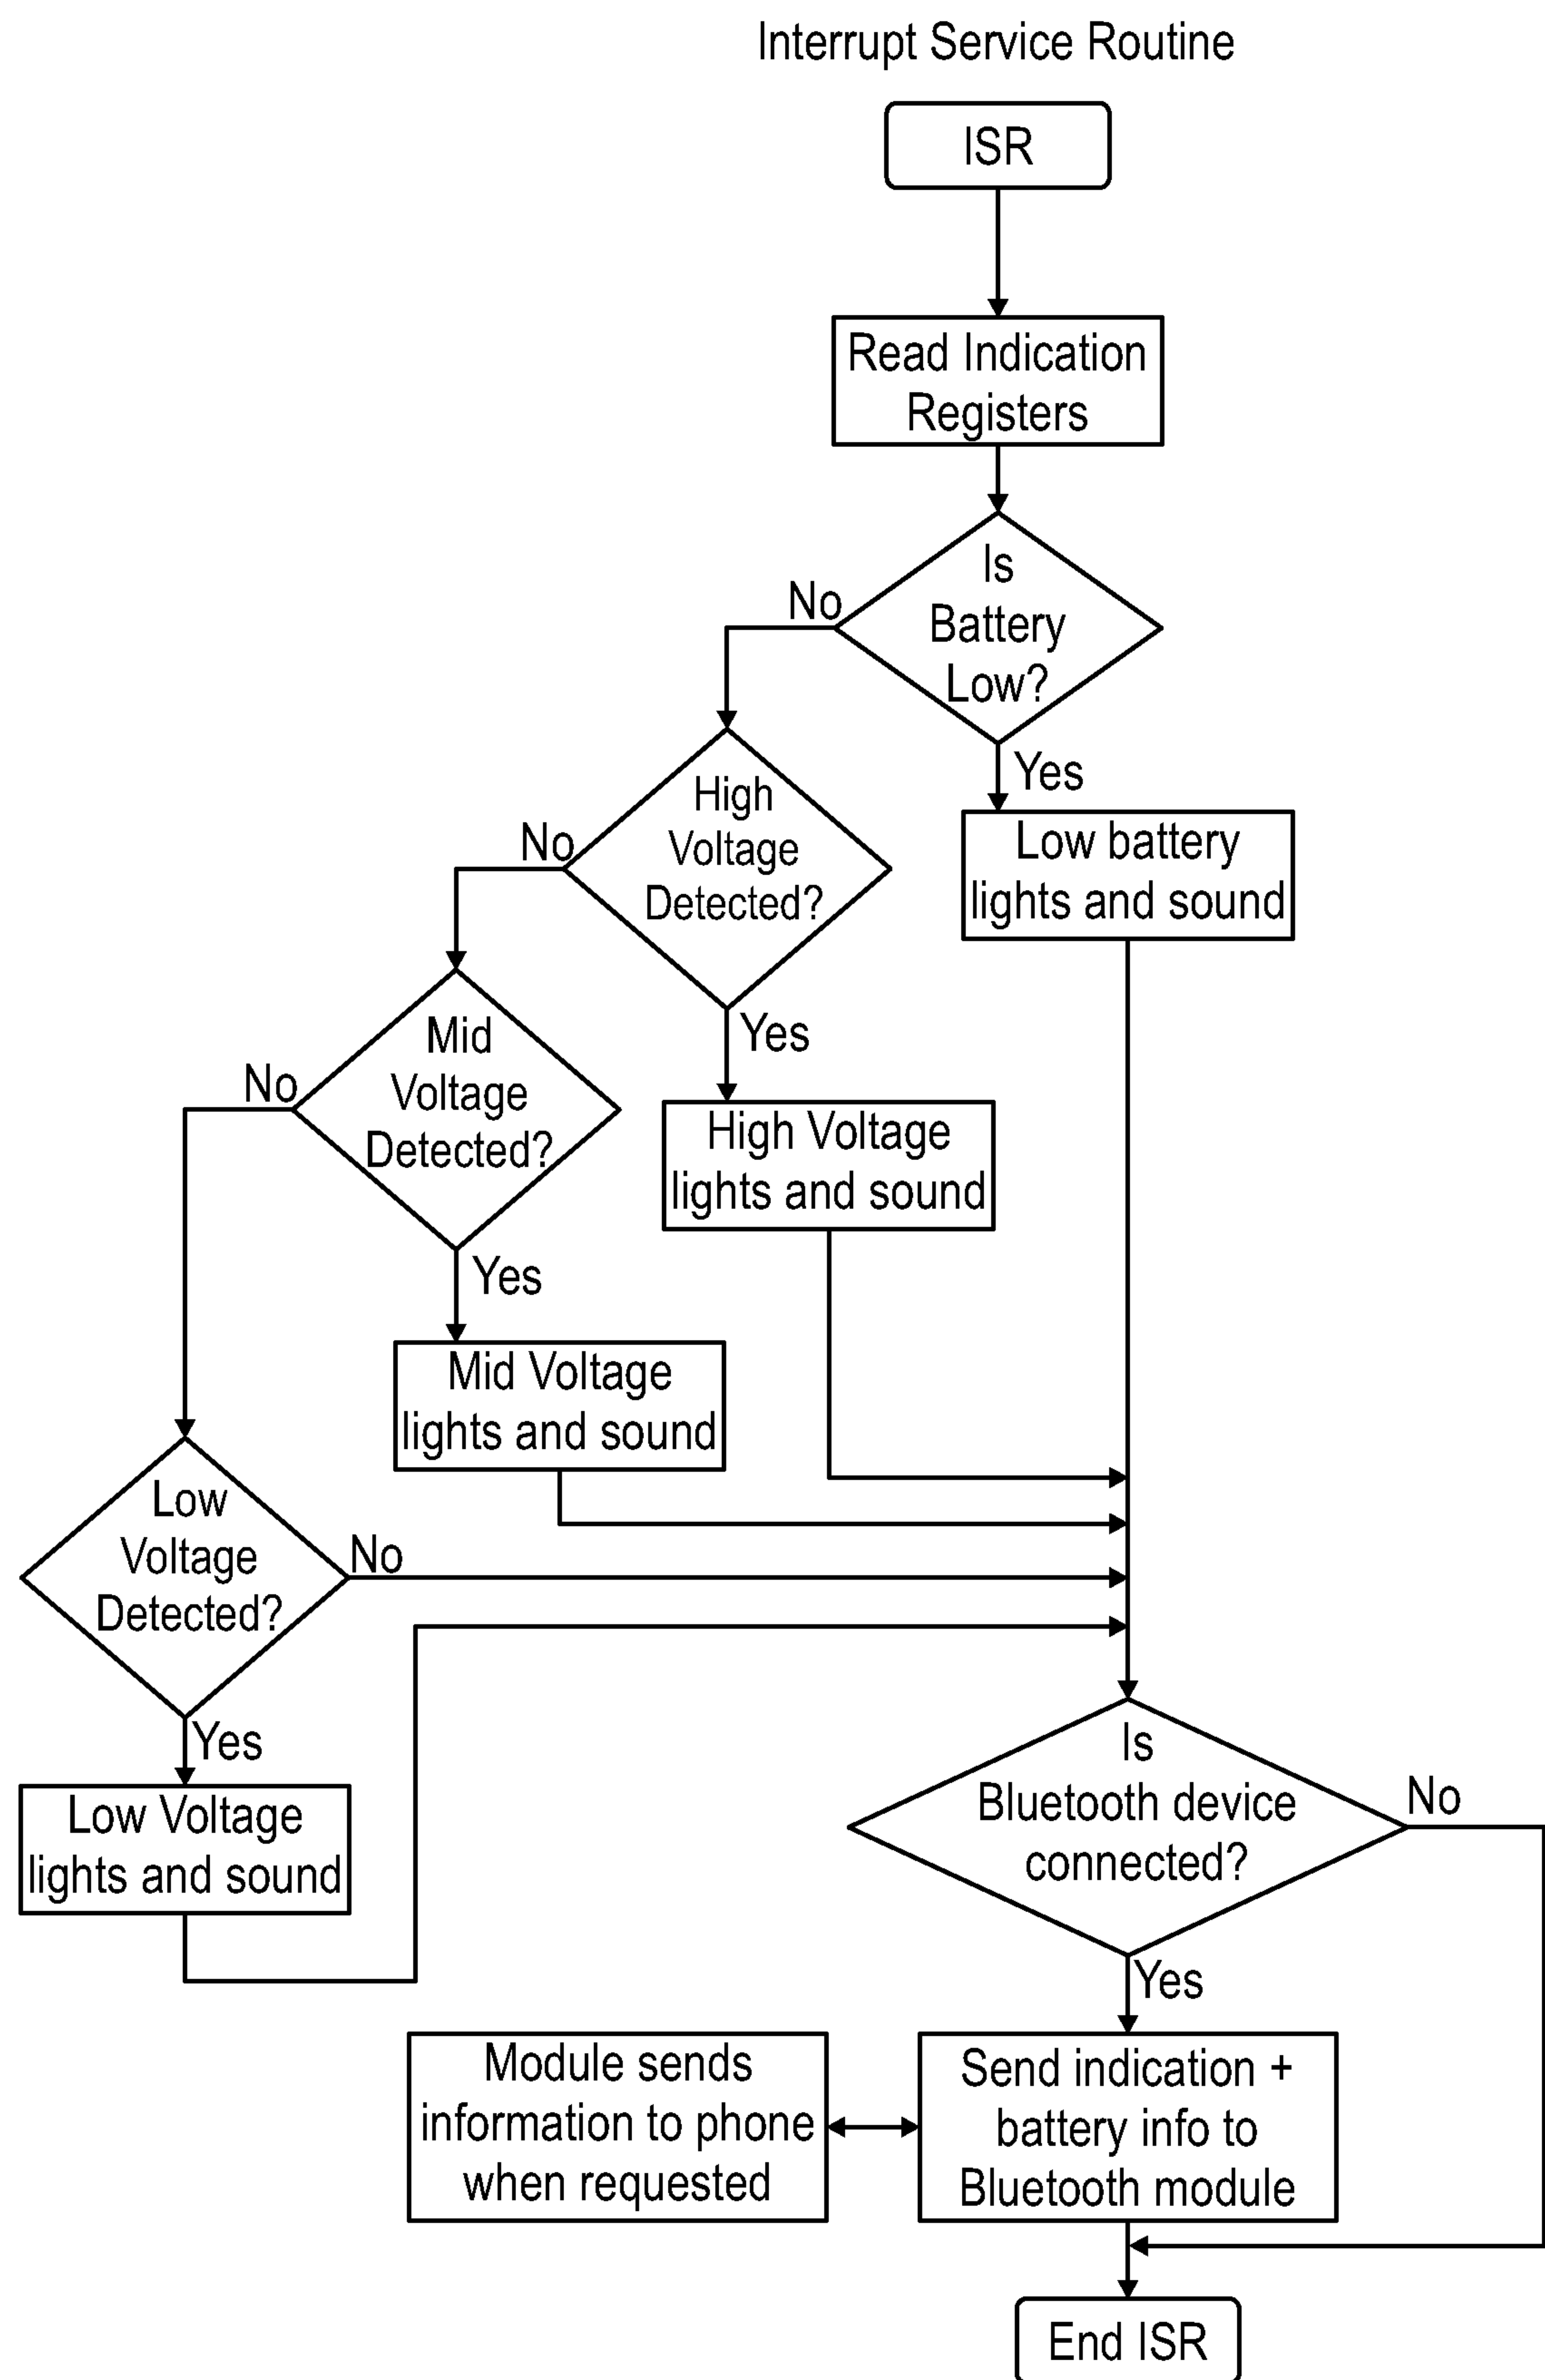 Interrupt Service Routine
ISR
Read Indication
Registers
Is
Battery
Low?
No
Yes
High
Voltage
Detected?
No
Low battery
lights and sound
Yes
Mid
Voltage
Detected?
No
High Voltage
lights and sound
Yes
Mid Voltage
lights and sound
Low
Voltage
Detected?
No
Yes
Low Voltage
lights and sound
Is
Bluetooth device
connected?
No
Yes
Module sends
information to phone
when requested
Send indication +
battery info to
Bluetooth module
End ISR